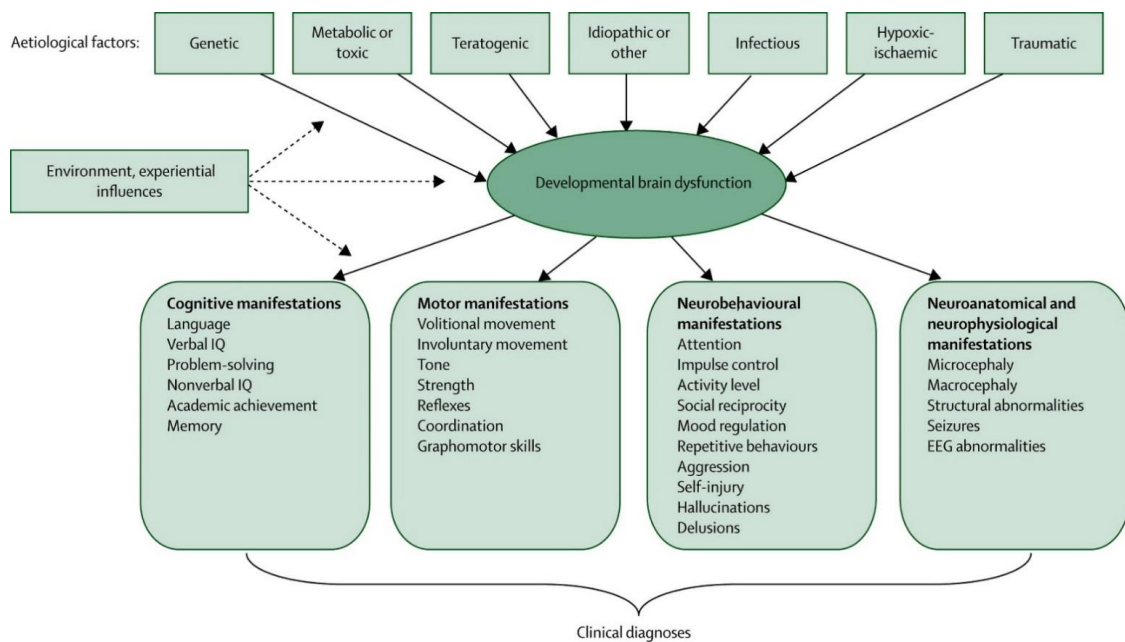 Aetiological factors:
Genetic
Metabolic or
toxic
Teratogenic
Idiopathic or
other
Infectious
Hypoxic-
ischaemic
Traumatic
Environment, experiential
influences
Developmental brain dysfunction
Cognitive manifestations
Language
Verbal IQ
Problem-solving
Nonverbal IQ
Academic achievement
Memory
Motor manifestations
Volitional movement
Involuntary movement
Tone
Strength
Reflexes
Coordination
Graphomotor skills
Neurobehavioural
manifestations
Attention
Impulse control
Activity level
Social reciprocity
Mood regulation
Repetitive behaviours
Aggression
Self-injury
Hallucinations
Delusions
Neuroanatomical and
neurophysiological
manifestations
Microcephaly
Macrocephaly
Structural abnormalities
Seizures
EEG abnormalities
Clinical diagnoses